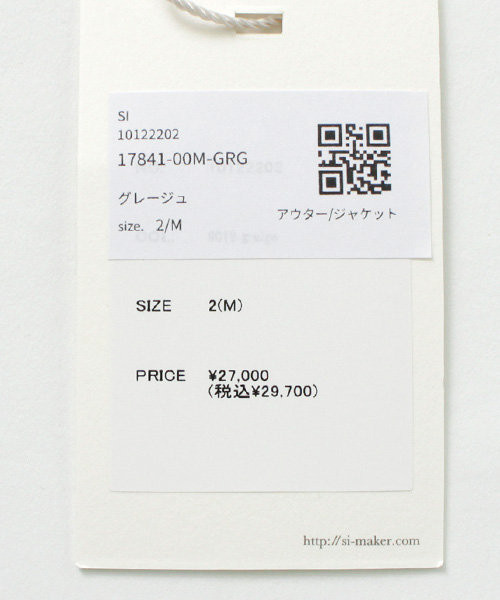 SI
10122202
17841-00M-GRG
グレージュ
size. 2/M
アウター/ジャケット
SIZE 2(M)
PRICE ¥27,000
(税込¥29,700)
http://si-maker.com